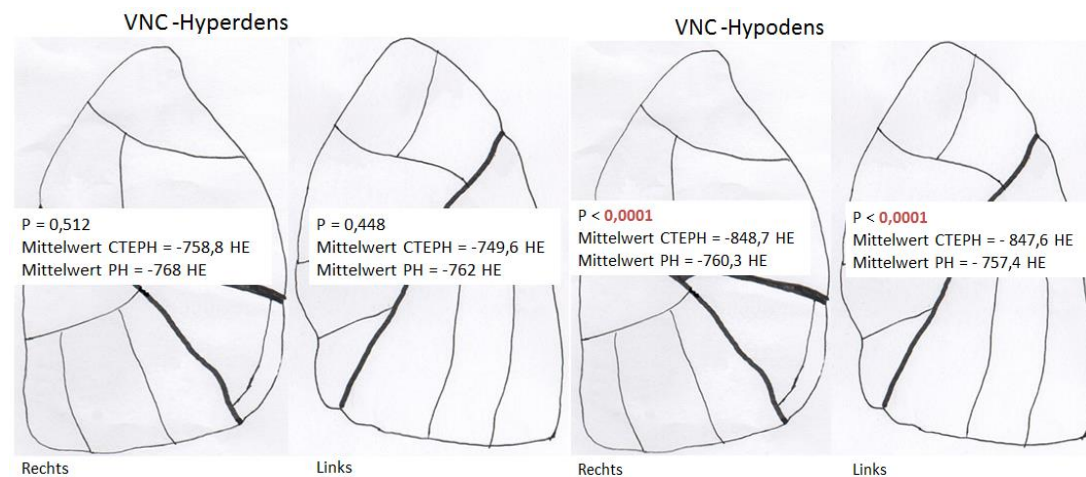 VNC -Hyperdens
P = 0,512
Mittelwert CTEPH = -758,8 HE
Mittelwert PH = -768 HE
Rechts
P = 0,448
Mittelwert CTEPH = -749,6 HE
Mittelwert PH = -762 HE
Links
VNC -Hypodens
P < 0,0001
Mittelwert CTEPH = -848,7 HE
Mittelwert PH = -760,3 HE
Rechts
P < 0,0001
Mittelwert CTEPH = - 847,6 HE
Mittelwert PH = - 757,4 HE
Links